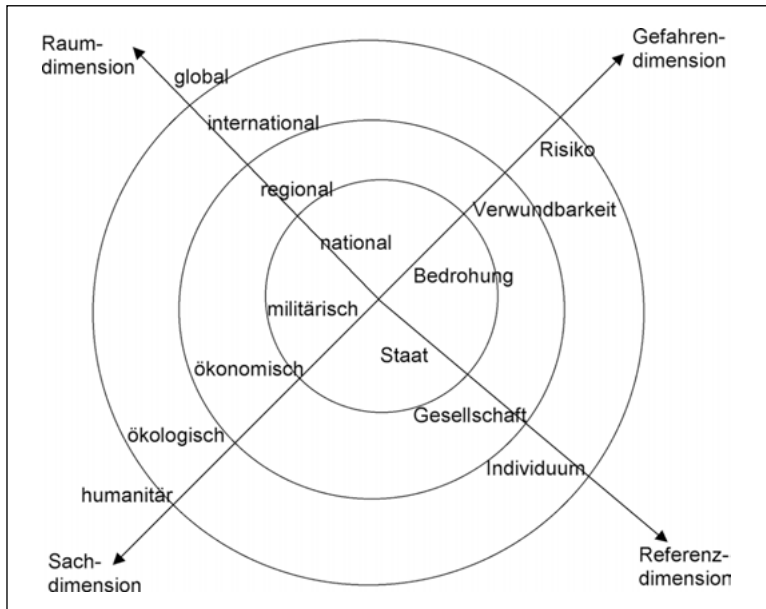 Raum-
dimension
Gefahren-
dimension
global
international
Risiko
regional
Verwundbarkeit
national
Bedrohung
militärisch
Staat
ökonomisch
Gesellschaft
ökologisch
Individuum
humanitär
Sach-
dimension
Referenz-
dimension